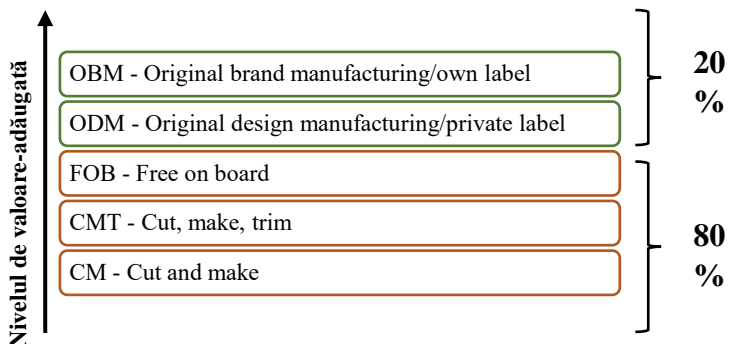 Nivelul de valoare-adăugată
OBM - Original brand manufacturing/own label
ODM - Original design manufacturing/private label
FOB - Free on board
CMT - Cut, make, trim
CM - Cut and make
20
%
80
%